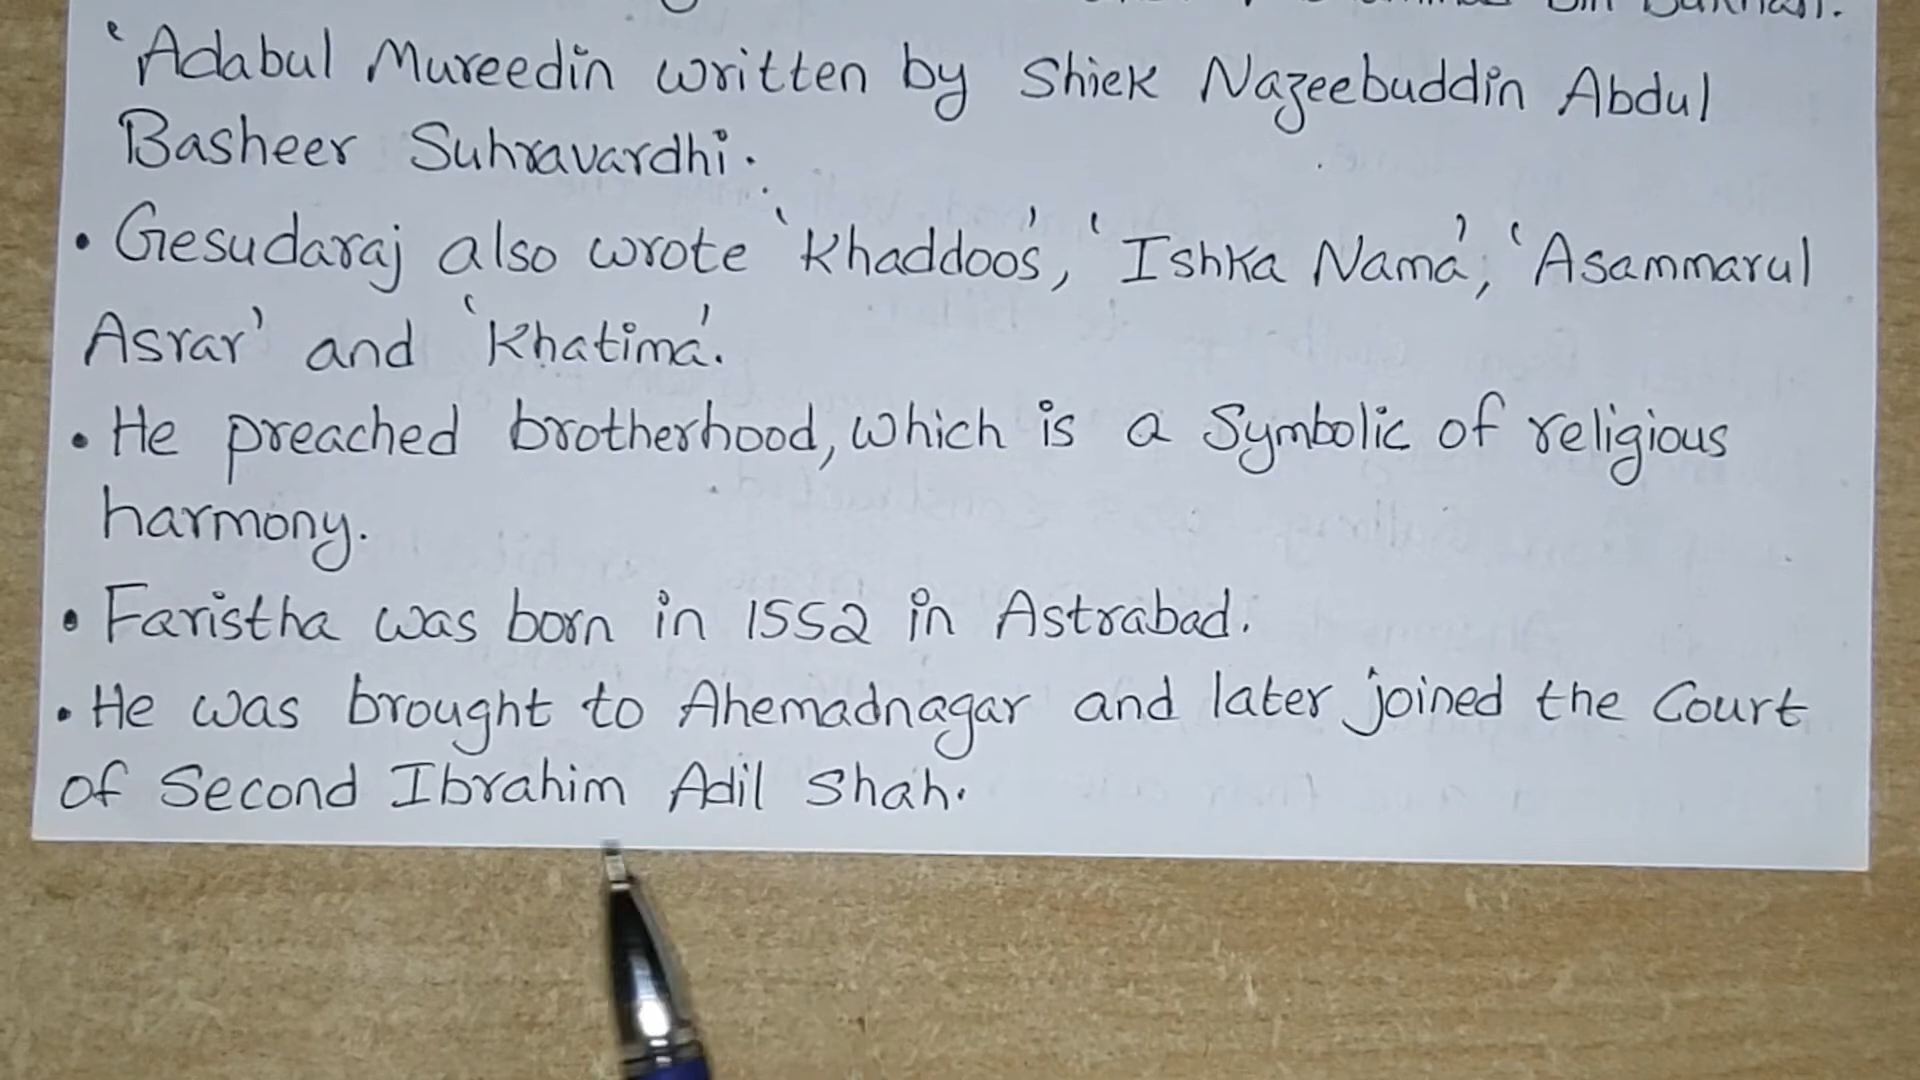 Bin Bukhari.
'Adabul Mureedin written by Shiek Nazeebuddin Abdul
Basheer Suhravardhi.
• Gesudaraj also wrote 'Khaddoos', 'Ishka Nama', 'Asammarul
Asrar' and 'Khatima'.
• He preached brotherhood, which is a Symbolic of religious
harmony.
• Faristha was born in 1552 in Astrabad.
• He was brought to Ahemadnagar and later joined the Court
of Second Ibrahim Adil Shah.